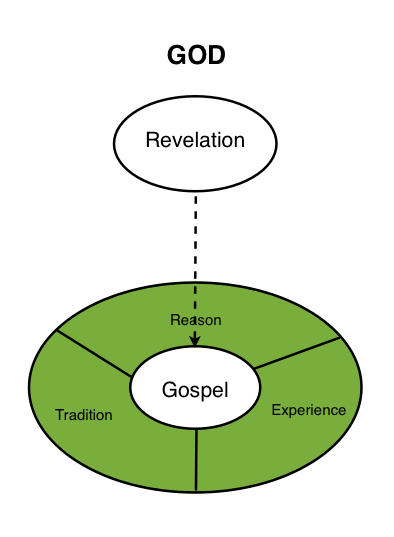 GOD
Revelation
Reason
Gospel
Tradition
Experience